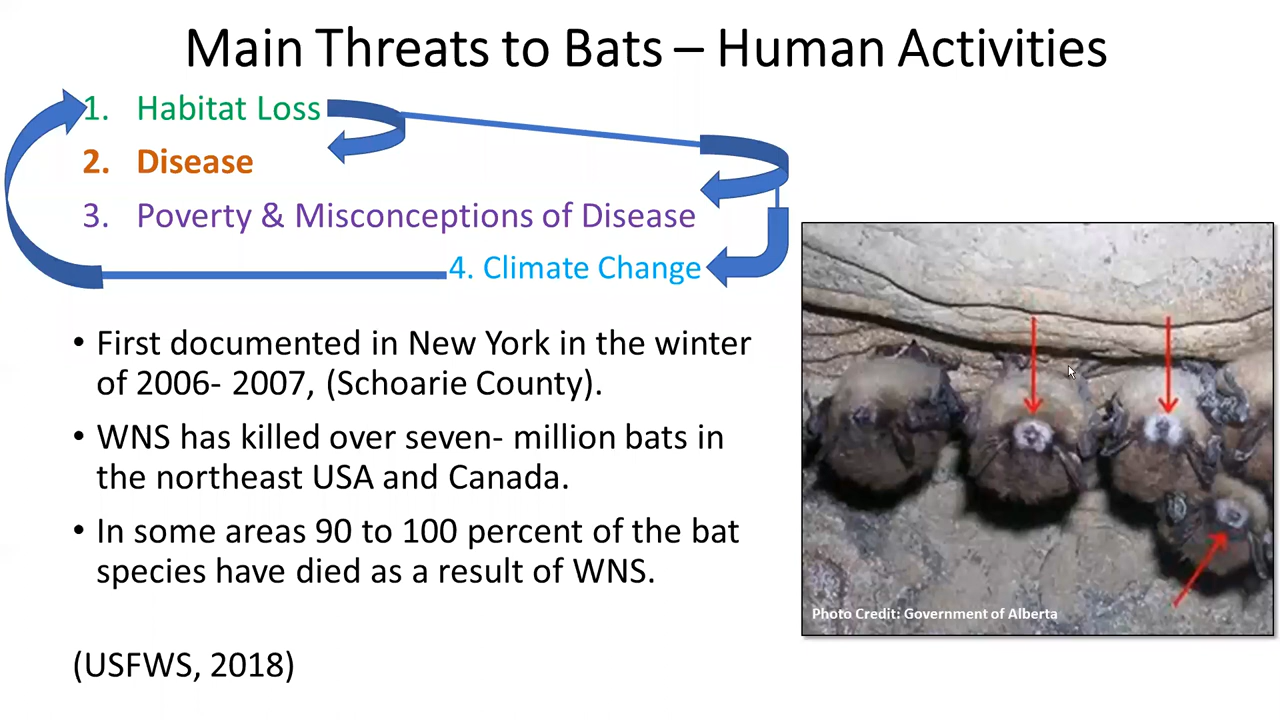 Main Threats to Bats – Human Activities
1. Habitat Loss
2. Disease
3. Poverty & Misconceptions of Disease
4. Climate Change
• First documented in New York in the winter
of 2006- 2007, (Schoarie County).
• WNS has killed over seven- million bats in
the northeast USA and Canada.
• In some areas 90 to 100 percent of the bat
species have died as a result of WNS.
(USFWS, 2018)
Photo Credit: Government of Alberta